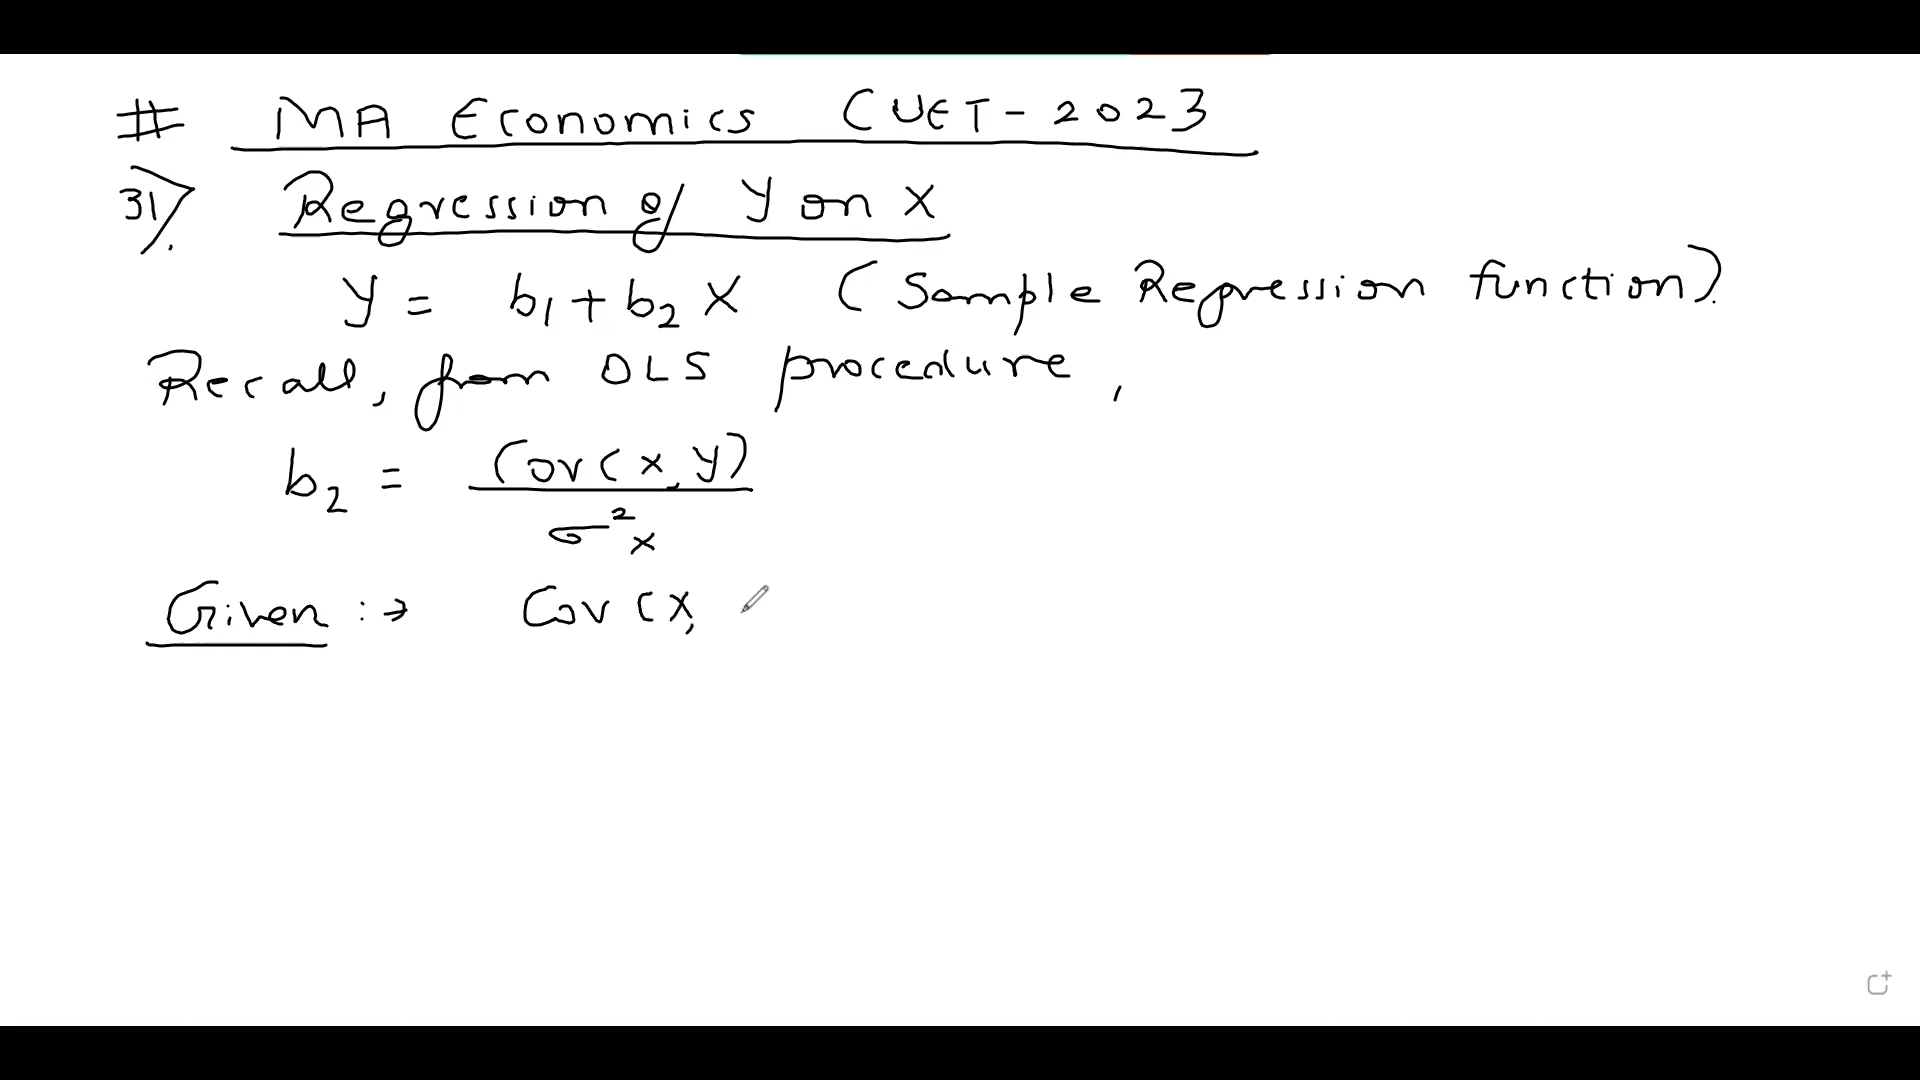 # MA Economics CUET - 2023
31). Regression of Y on X
Y = b₁ + b₂ X (Sample Regression function).
Recall, from OLS procedure,
b₂ = Cov(x, y)
σ²x
Given :→ Cov(x,